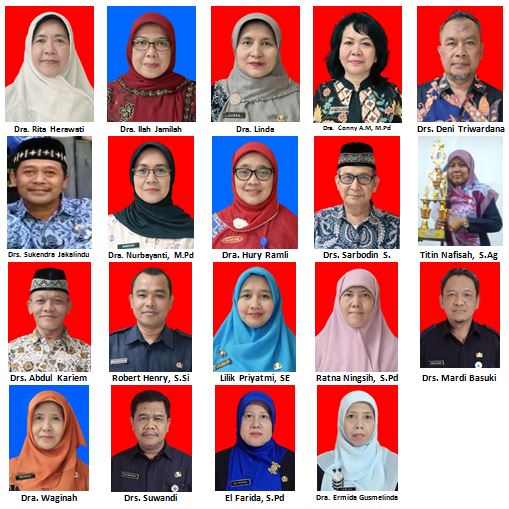 Dra. Rita Herawati
Dra. Ilah Jamilah
Dra. Linda
Dra. Conny A.M, M.Pd
Drs. Deni Triwardana
Drs. Sukendra Jakalindu
Dra. Nurbayanti, M.Pd
Dra. Hury Ramli
Drs. Sarbodin S.
Titin Nafisah, S.Ag
Drs. Abdul Kariem
Robert Henry, S.Si
Lilik Priyatmi, SE
Ratna Ningsih, S.Pd
Drs. Mardi Basuki
Dra. Waginah
Drs. Suwandi
El Farida, S.Pd
Dra. Ermida Gusmelinda